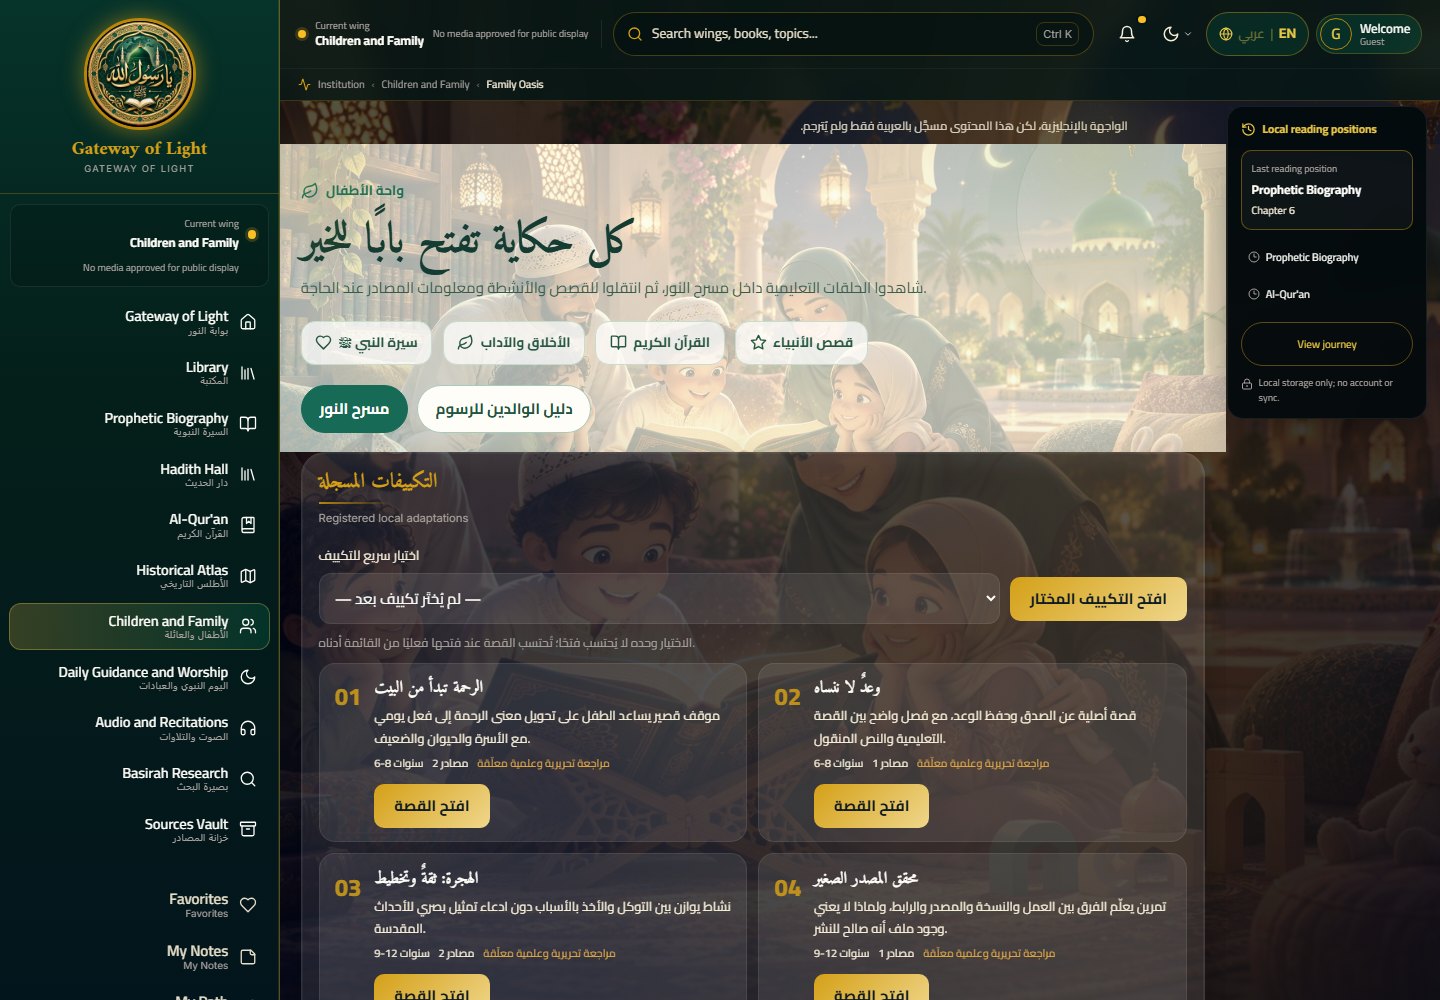 يا رسول الله
Gateway of Light
GATEWAY OF LIGHT
Current wing
Children and Family
No media approved for public display
Gateway of Light
بوابة النور
Library
المكتبة
Prophetic Biography
السيرة النبوية
Hadith Hall
دار الحديث
Al-Qur'an
القرآن الكريم
Historical Atlas
الأطلس التاريخي
Children and Family
الأطفال والعائلة
Daily Guidance and Worship
اليوم النبوي والعبادات
Audio and Recitations
الصوت والتلاوات
Basirah Research
بصيرة البحث
Sources Vault
خزانة المصادر
Favorites
Favorites
My Notes
My Notes
My Path
Current wing
Children and Family
No media approved for public display
Search wings, books, topics...
Ctrl K
عربي | EN
G
Welcome
Guest
Institution ‹ Children and Family ‹ Family Oasis
الواجهة بالإنجليزية، لكن هذا المحتوى مسجَّل بالعربية فقط ولم يُترجم.
واحة الأطفال
كل حكاية تفتح بابًا للخير
شاهدوا الحلقات التعليمية داخل مسرح النور، ثم انتقلوا للقصص والأنشطة ومعلومات المصادر عند الحاجة.
سيرة النبي ﷺ
الأخلاق والآداب
القرآن الكريم
قصص الأنبياء
مسرح النور
دليل الوالدين للرسوم
Local reading positions
Last reading position
Prophetic Biography
Chapter 6
Prophetic Biography
Al-Qur'an
View journey
Local storage only; no account or
sync.
التكييفات المسجلة
Registered local adaptations
اختيار سريع للتكييف
— لم يُختَر تكييف بعد —
افتح التكييف المختار
الاختيار وحده لا يُحتسب فتحًا؛ تُحتسب القصة عند فتحها فعليًا من القائمة أدناه.
01
الرحمة تبدأ من البيت
موقف قصير يساعد الطفل على تحويل معنى الرحمة إلى فعل يومي
مع الأسرة والحيوان والضعيف.
6-8 سنوات
2 مصادر
مراجعة تحريرية وعلمية معلّقة
افتح القصة
02
وعدٌ لا ننساه
قصة أصلية عن الصدق وحفظ الوعد، مع فصل واضح بين القصة
التعليمية والنص المنقول.
6-8 سنوات
1 مصادر
مراجعة تحريرية وعلمية معلّقة
افتح القصة
03
الهجرة: ثقةٌ وتخطيط
نشاط يوازن بين التوكل والأخذ بالأسباب دون ادعاء تمثيل بصري للأحداث
المقدسة.
9-12 سنوات
2 مصادر
مراجعة تحريرية وعلمية معلّقة
افتح القصة
04
محقق المصدر الصغير
تمرين يعلّم الفرق بين العمل والنسخة والمصدر والرابط، ولماذا لا يعني
وجود ملف أنه صالح للنشر.
9-12 سنوات
1 مصادر
مراجعة تحريرية وعلمية معلّقة
افتح القصة